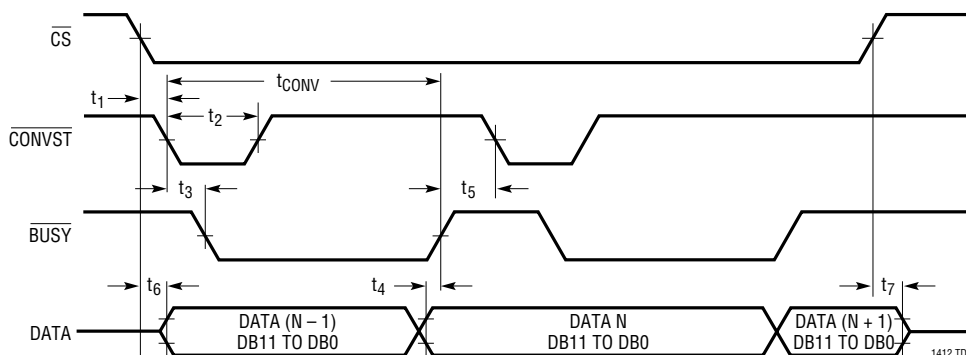 CS
tCONV
t1
t2
CONVST
t3
t5
BUSY
t6
t4
t7
DATA
DATA (N – 1)
DB11 TO DB0
DATA N
DB11 TO DB0
DATA (N + 1)
DB11 TO DB0
1412 TD